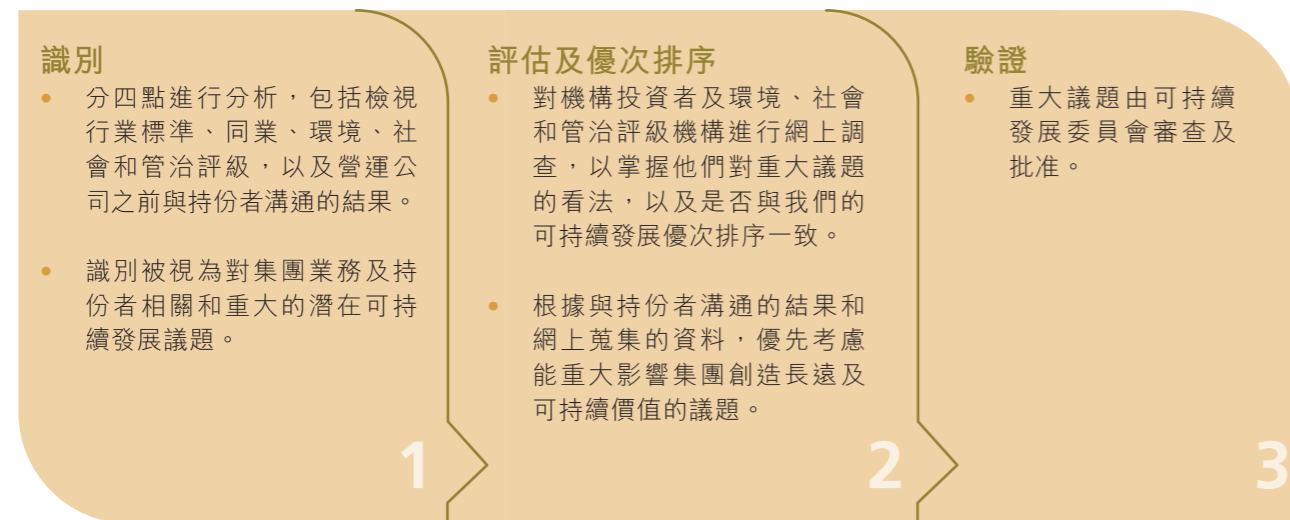 識別
• 分四點進行分析，包括檢視
行業標準、同業、環境、社
會和管治評級，以及營運公
司之前與持份者溝通的結果。
• 識別被視為對集團業務及持
份者相關和重大的潛在可持
續發展議題。
1
評估及優次排序
• 對機構投資者及環境、社會
和管治評級機構進行網上調
查，以掌握他們對重大議題
的看法，以及是否與我們的
可持續發展優次排序一致。
• 根據與持份者溝通的結果和
網上蒐集的資料，優先考慮
能重大影響集團創造長遠及
可持續價值的議題。
2
驗證
• 重大議題由可持續
發展委員會審查及
批准。
3